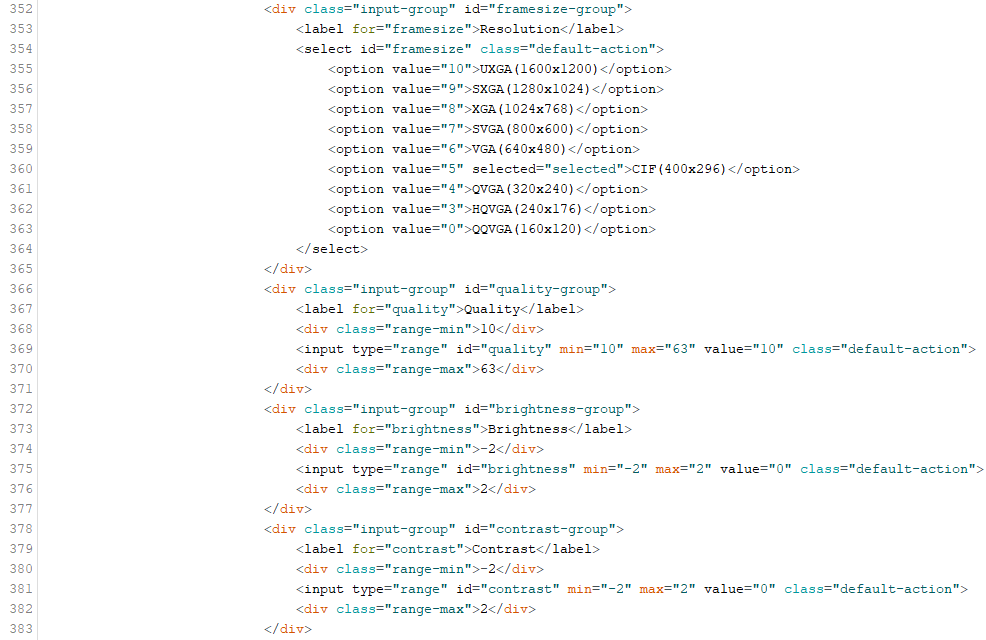 352 <div class="input-group" id="framesize-group">
353 <label for="framesize">Resolution</label>
354 <select id="framesize" class="default-action">
355 <option value="10">UXGA(1600x1200)</option>
356 <option value="9">SXGA(1280x1024)</option>
357 <option value="8">XGA(1024x768)</option>
358 <option value="7">SVGA(800x600)</option>
359 <option value="6">VGA(640x480)</option>
360 <option value="5" selected="selected">CIF(400x296)</option>
361 <option value="4">QVGA(320x240)</option>
362 <option value="3">HQVGA(240x176)</option>
363 <option value="0">QQVGA(160x120)</option>
364 </select>
365 </div>
366 <div class="input-group" id="quality-group">
367 <label for="quality">Quality</label>
368 <div class="range-min">10</div>
369 <input type="range" id="quality" min="10" max="63" value="10" class="default-action">
370 <div class="range-max">63</div>
371 </div>
372 <div class="input-group" id="brightness-group">
373 <label for="brightness">Brightness</label>
374 <div class="range-min">-2</div>
375 <input type="range" id="brightness" min="-2" max="2" value="0" class="default-action">
376 <div class="range-max">2</div>
377 </div>
378 <div class="input-group" id="contrast-group">
379 <label for="contrast">Contrast</label>
380 <div class="range-min">-2</div>
381 <input type="range" id="contrast" min="-2" max="2" value="0" class="default-action">
382 <div class="range-max">2</div>
383 </div>